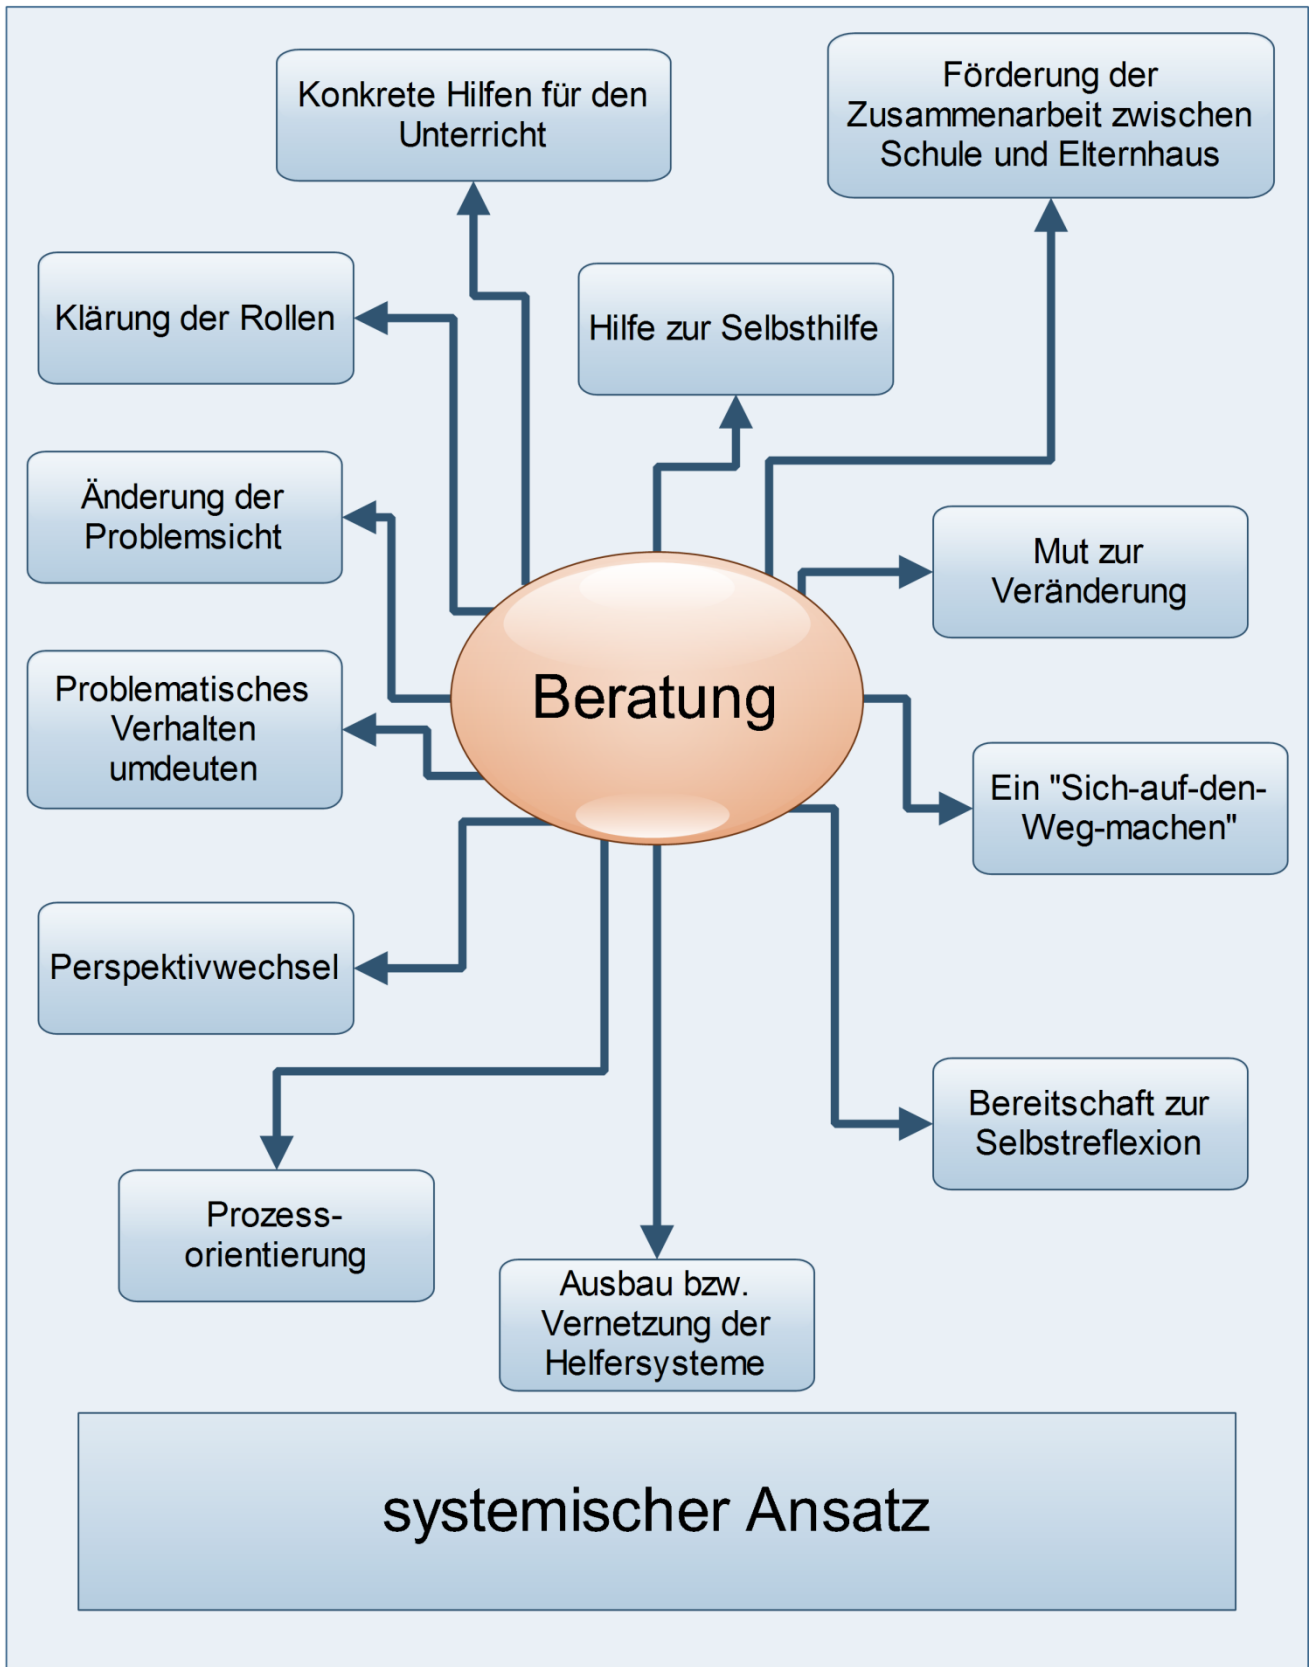 Konkrete Hilfen für den
Unterricht
Förderung der
Zusammenarbeit zwischen
Schule und Elternhaus
Klärung der Rollen
Hilfe zur Selbsthilfe
Änderung der
Problemsicht
Mut zur
Veränderung
Problematisches
Verhalten
umdeuten
Beratung
Ein "Sich-auf-den-
Weg-machen"
Perspektivwechsel
Bereitschaft zur
Selbstreflexion
Prozess-
orientierung
Ausbau bzw.
Vernetzung der
Helfersysteme
systemischer Ansatz